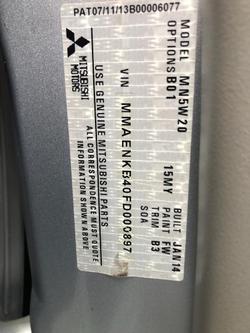 PAT07/11/13B00006077
MODEL MN5W20
OPTIONS B01
15MY
BUILT JAN14
PAINT FW
TRIM B3
SOA
VIN MMAENKB40FD000897
USE GENUINE MITSUBISHI PARTS
ALL CORRESPONDENCE MUST QUOTE
INFORMATION SHOWN ABOVE
MITSUBISHI
MOTORS